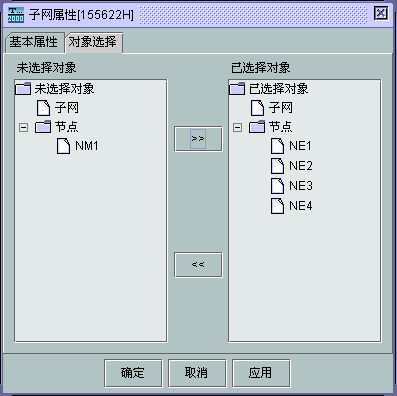 子网属性[155622H]
基本属性 对象选择
未选择对象 已选择对象
未选择对象 已选择对象
子网 子网
节点 节点
NM1 NE1
NE2
NE3
NE4
>>
<<
确定 取消 应用